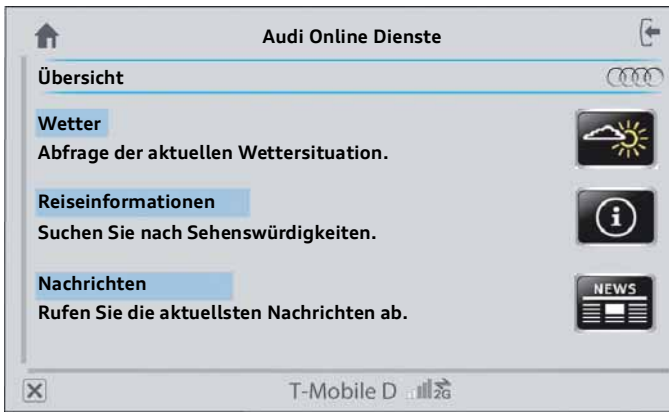 Audi Online Dienste
Übersicht
Wetter
Abfrage der aktuellen Wettersituation.
Reiseinformationen
Suchen Sie nach Sehenswürdigkeiten.
Nachrichten
Rufen Sie die aktuellsten Nachrichten ab.
NEWS
T-Mobile D 2G